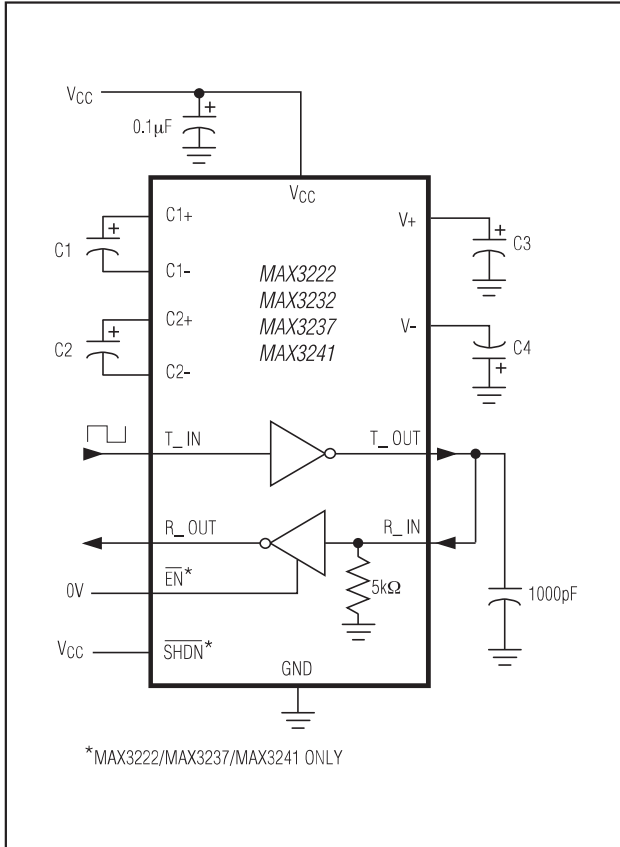 VCC
+
0.1µF
VCC
C1+
C1
+
C1-
C2+
C2
+
C2-
MAX3222
MAX3232
MAX3237
MAX3241
V+
+
C3
V-
C4
+
T_IN
T_OUT
R_OUT
R_IN
0V
EN*
5kΩ
1000pF
VCC
SHDN*
GND
*MAX3222/MAX3237/MAX3241 ONLY